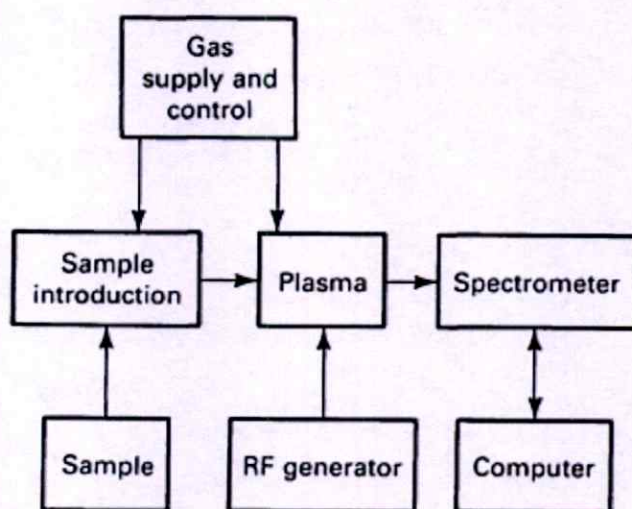 Gas
supply and
control
Sample
introduction
Plasma
Spectrometer
Sample
RF generator
Computer